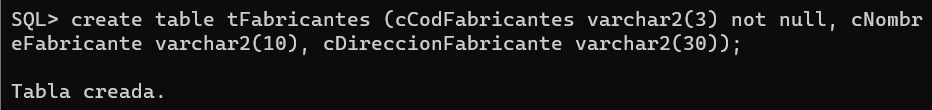 SQL> create table tFabricantes (cCodFabricantes varchar2(3) not null, cNombr
eFabricante varchar2(10), cDireccionFabricante varchar2(30));
Tabla creada.